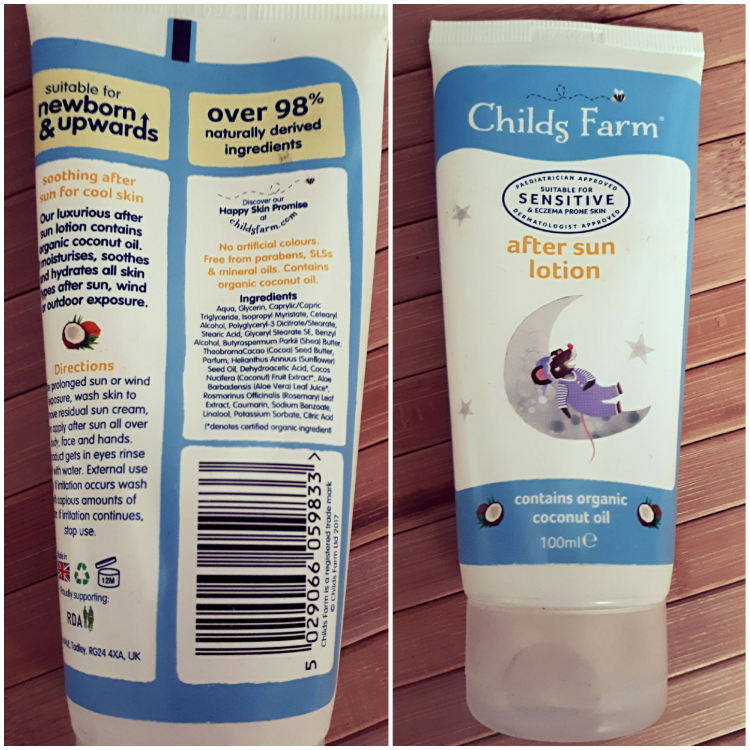 suitable for
newborn
& upwards
soothing after
sun for cool skin
Our luxurious after
sun lotion contains
organic coconut oil.
moisturises, soothes
and hydrates all skin
types after sun, wind
or outdoor exposure.
Directions
prolonged sun or wind
exposure, wash skin to
residual sun cream,
apply after sun all over
body, face and hands.
product gets in eyes rinse
with water. External use
If irritation occurs wash
copious amounts of
If irritation continues,
stop use.
Made in
12M
Proudly supporting:
RDA
Tadley, RG24 4XA, UK
over 98%
naturally derived
ingredients
Discover our
Happy Skin Promise
at
childsfarm.com
No artificial colours.
Free from parabens, SLSs
& mineral oils. Contains
organic coconut oil.
Ingredients
Aqua, Glycerin, Caprylic/Capric
Triglyceride, Isopropyl Myristate, Cetearyl
Alcohol, Polyglyceryl-3 Dicitrate/Stearate,
Stearic Acid, Glyceryl Stearate SE, Benzyl
Alcohol, Butyrospermum Parkii (Shea) Butter,
TheobromaCacao (Cocoa) Seed Butter,
Parfum, Helianthus Annuus (Sunflower)
Seed Oil, Dehydroacetic Acid, Cocos
Nucifera (Coconut) Fruit Extract*, Aloe
Barbadensis (Aloe Vera) Leaf Juice*,
Rosmarinus Officinalis (Rosemary) Leaf
Extract, Coumarin, Sodium Benzoate,
Linalool, Potassium Sorbate, Citric Acid
(*denotes certified organic ingredient
5 029066 059833 >
Childs Farm is a registered trade mark
© Childs Farm Ltd 2017
Childs Farm®
PAEDIATRICIAN APPROVED
SUITABLE FOR
SENSITIVE
& ECZEMA PRONE SKIN
DERMATOLOGIST APPROVED
after sun
lotion
contains organic
coconut oil
100ml℮